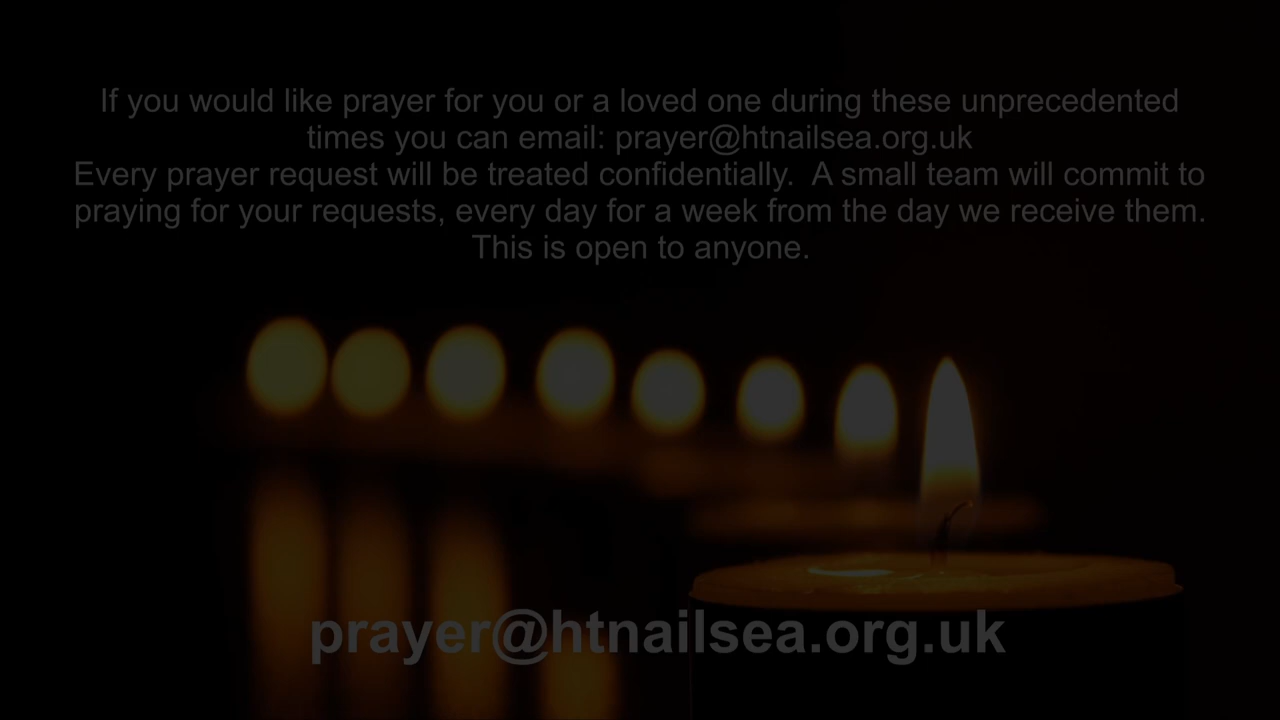 If you would like prayer for you or a loved one during these unprecedented
times you can email: prayer@htnailsea.org.uk
Every prayer request will be treated confidentially.  A small team will commit to
praying for your requests, every day for a week from the day we receive them.
This is open to anyone.
prayer@htnailsea.org.uk